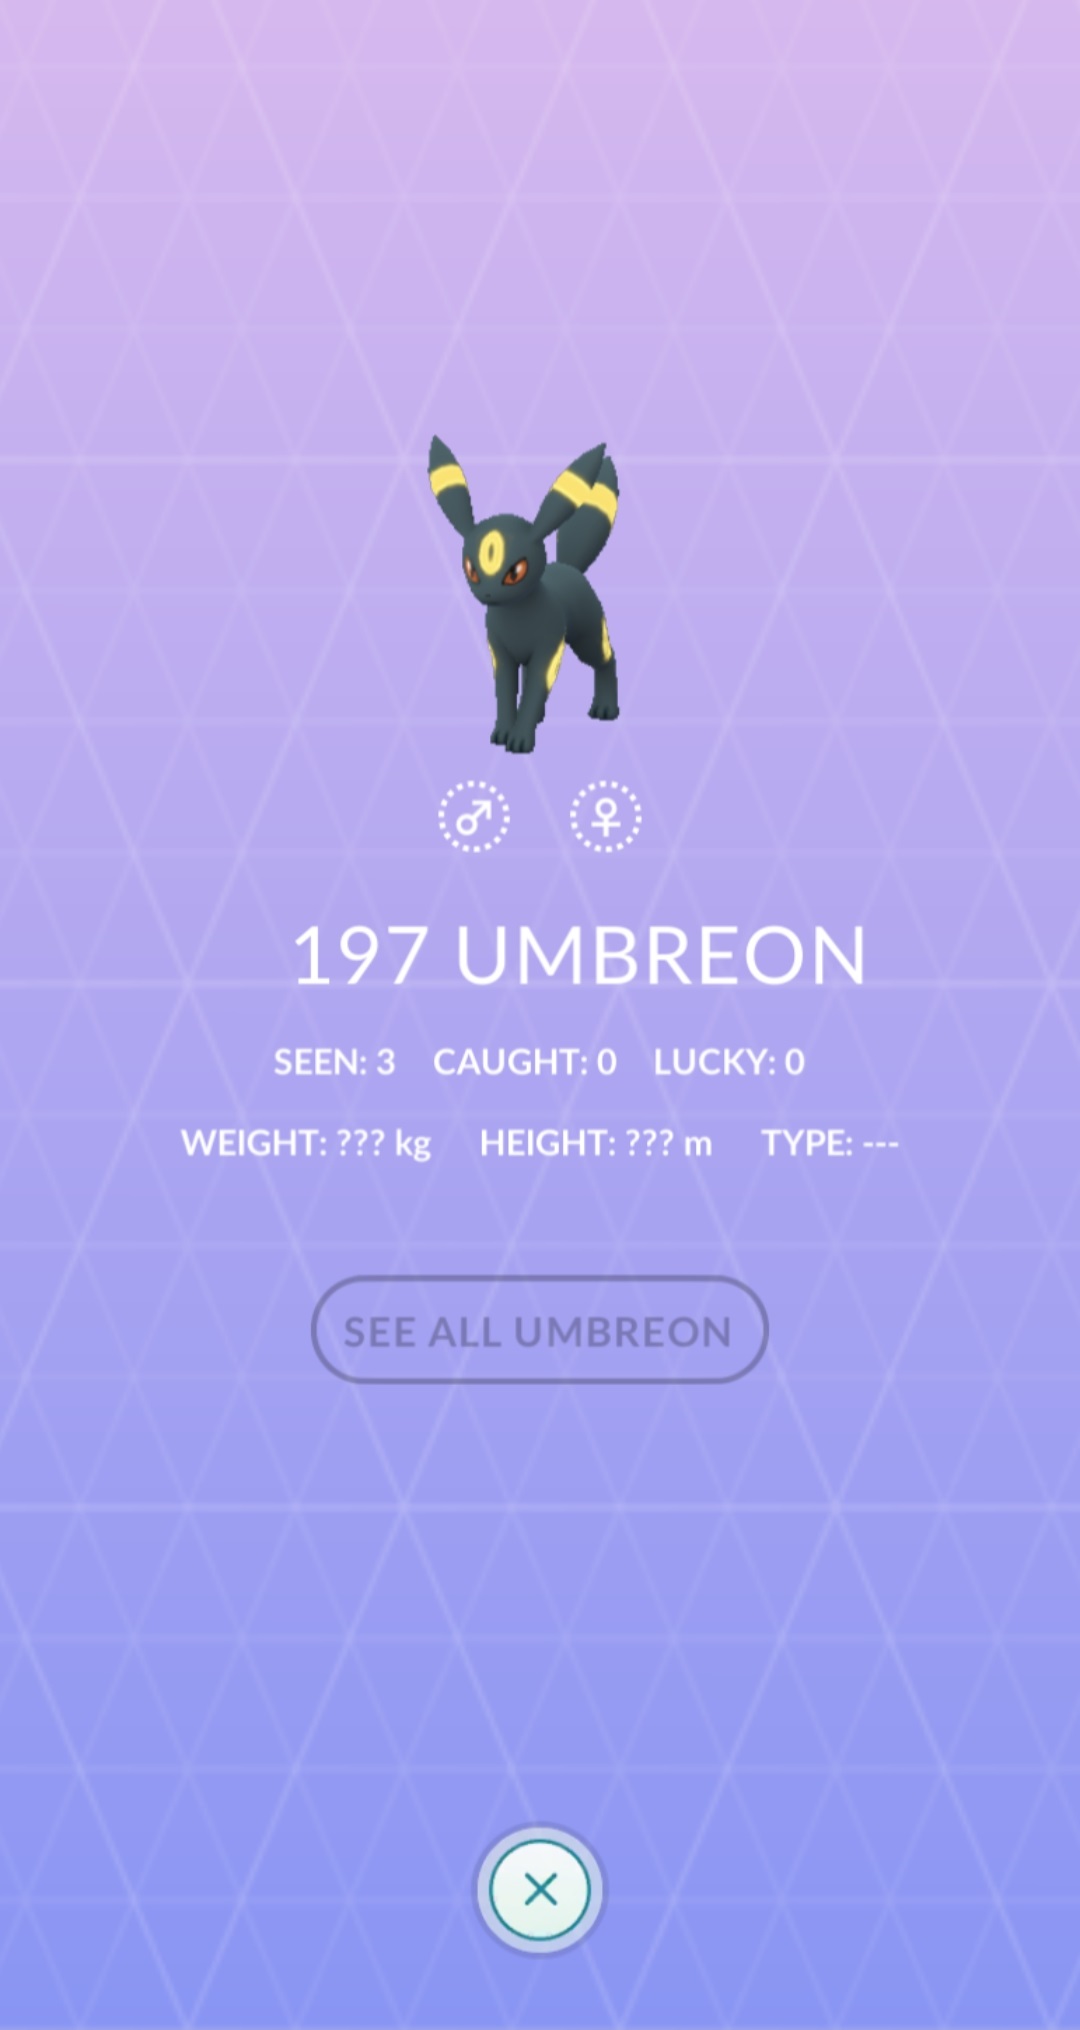 ♂ ♀
197 UMBREON
SEEN: 3 CAUGHT: 0 LUCKY: 0
WEIGHT: ??? kg HEIGHT: ??? m TYPE: ---
SEE ALL UMBREON